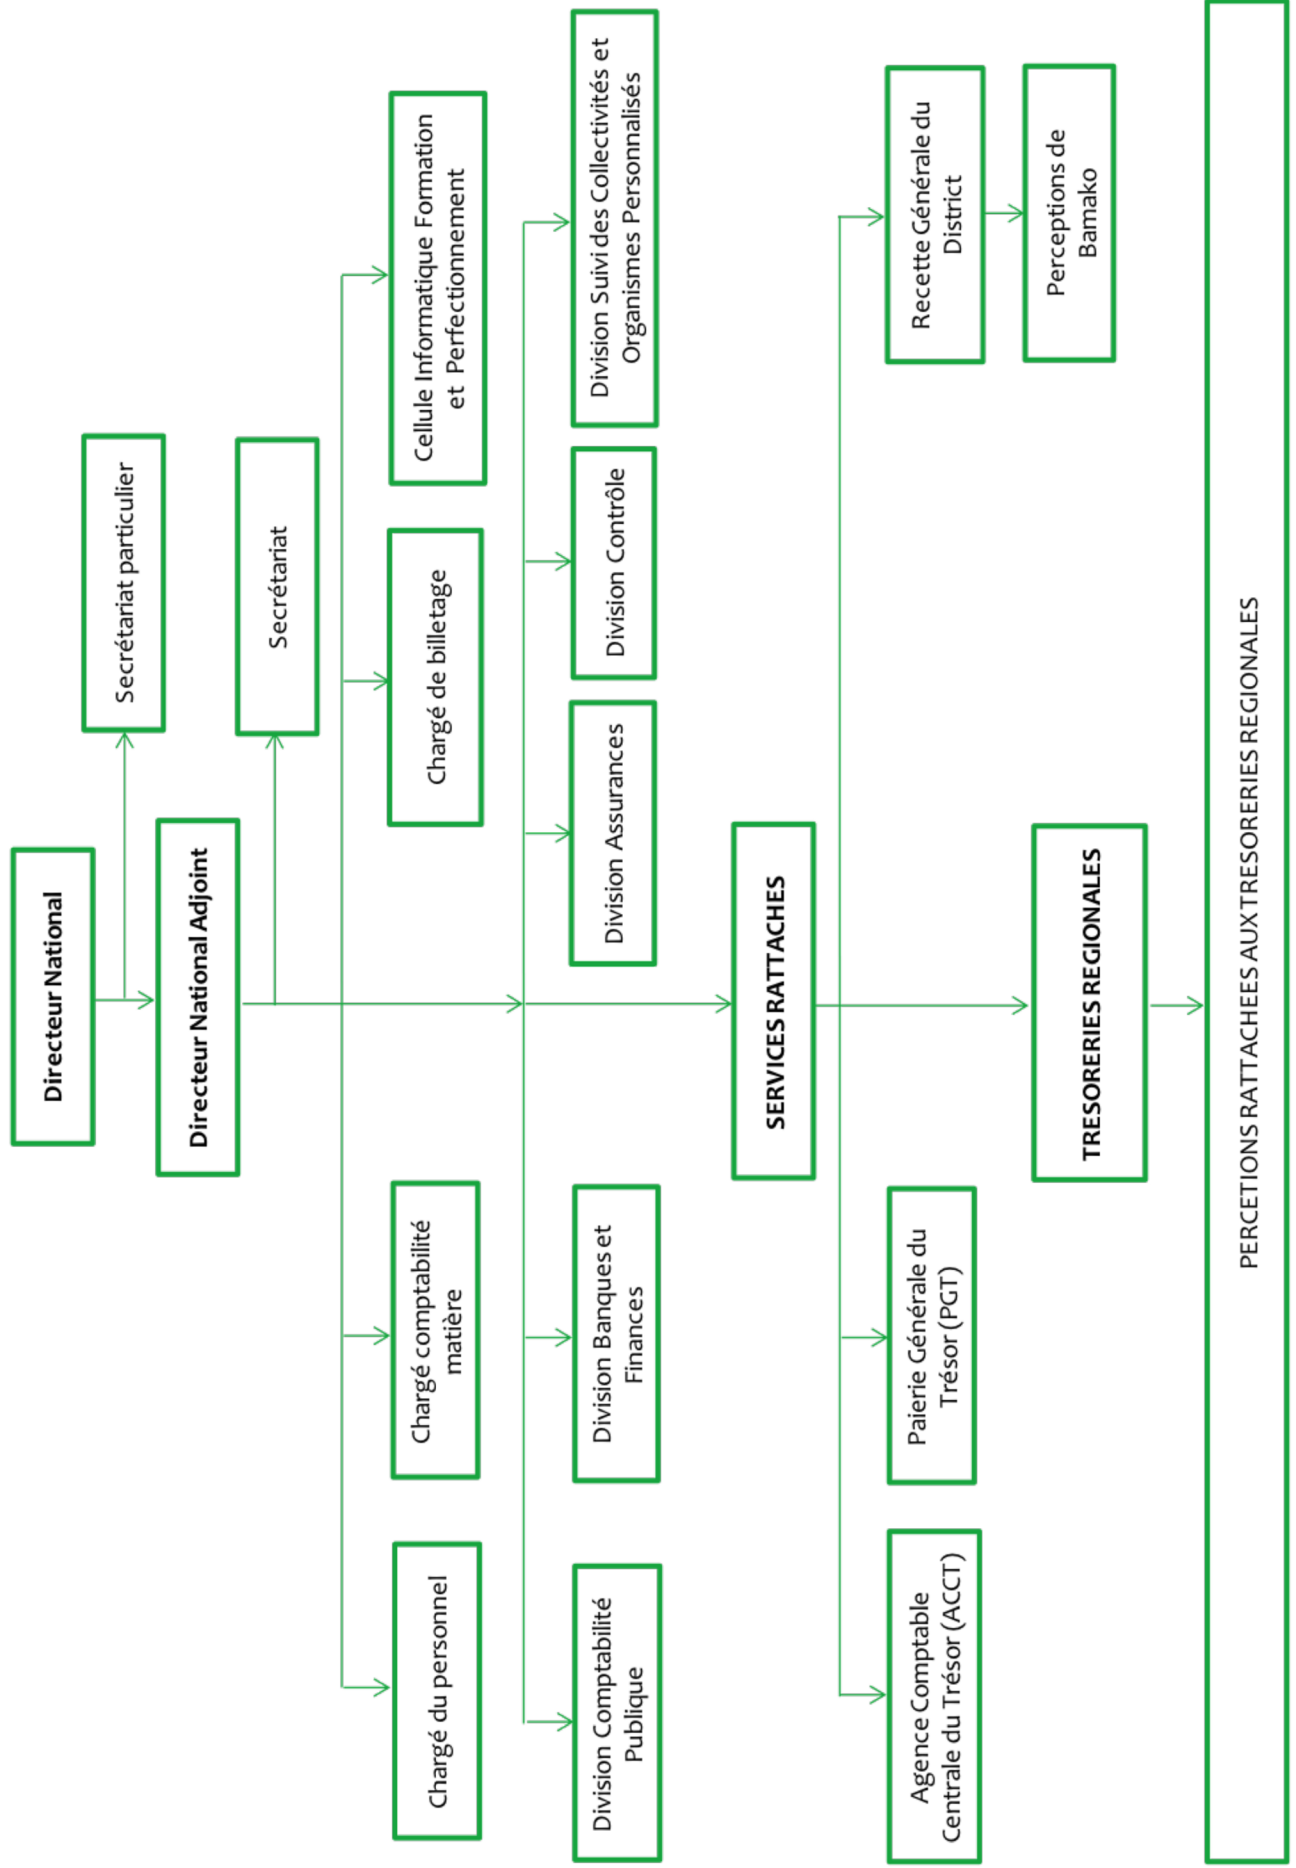 Directeur National
Secrétariat particulier
Directeur National Adjoint
Secrétariat
Chargé du personnel
Chargé comptabilité
matière
Chargé de billetage
Cellule Informatique Formation
et Perfectionnement
Division Comptabilité
Publique
Division Banques et
Finances
Division Assurances
Division Contrôle
Division Suivi des Collectivités et
Organismes Personnalisés
SERVICES RATTACHES
Agence Comptable
Centrale du Trésor (ACCT)
Paierie Générale du
Trésor (PGT)
Recette Générale du
District
Perceptions de
Bamako
TRESORERIES REGIONALES
PERCETIONS RATTACHEES AUX TRESORERIES REGIONALES